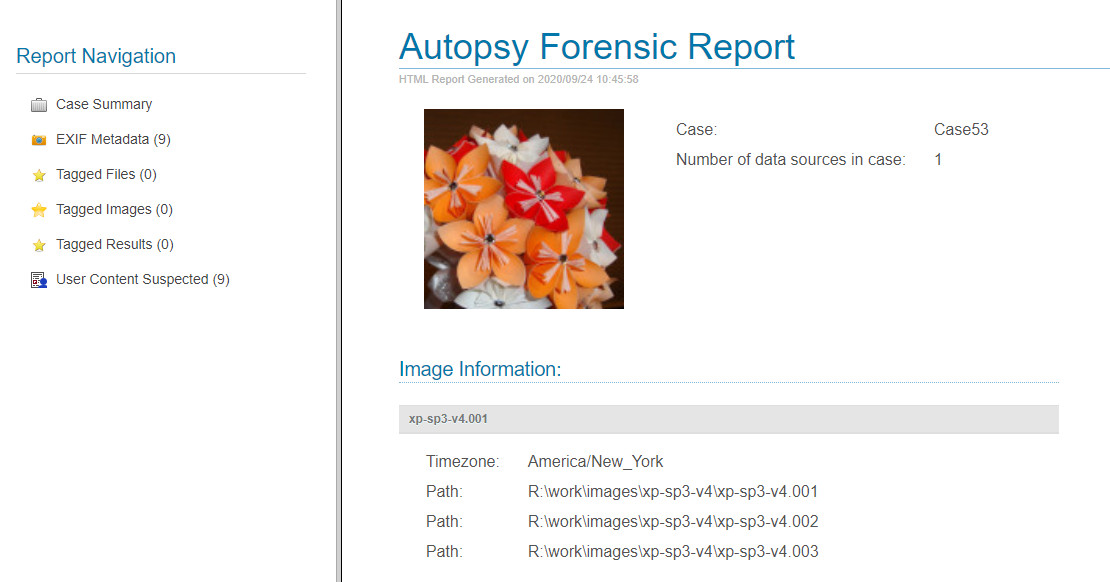 Report Navigation
Case Summary
EXIF Metadata (9)
Tagged Files (0)
Tagged Images (0)
Tagged Results (0)
User Content Suspected (9)
Autopsy Forensic Report
HTML Report Generated on 2020/09/24 10:45:58
Case: Case53
Number of data sources in case: 1
Image Information:
xp-sp3-v4.001
Timezone: America/New_York
Path: R:\work\images\xp-sp3-v4\xp-sp3-v4.001
Path: R:\work\images\xp-sp3-v4\xp-sp3-v4.002
Path: R:\work\images\xp-sp3-v4\xp-sp3-v4.003